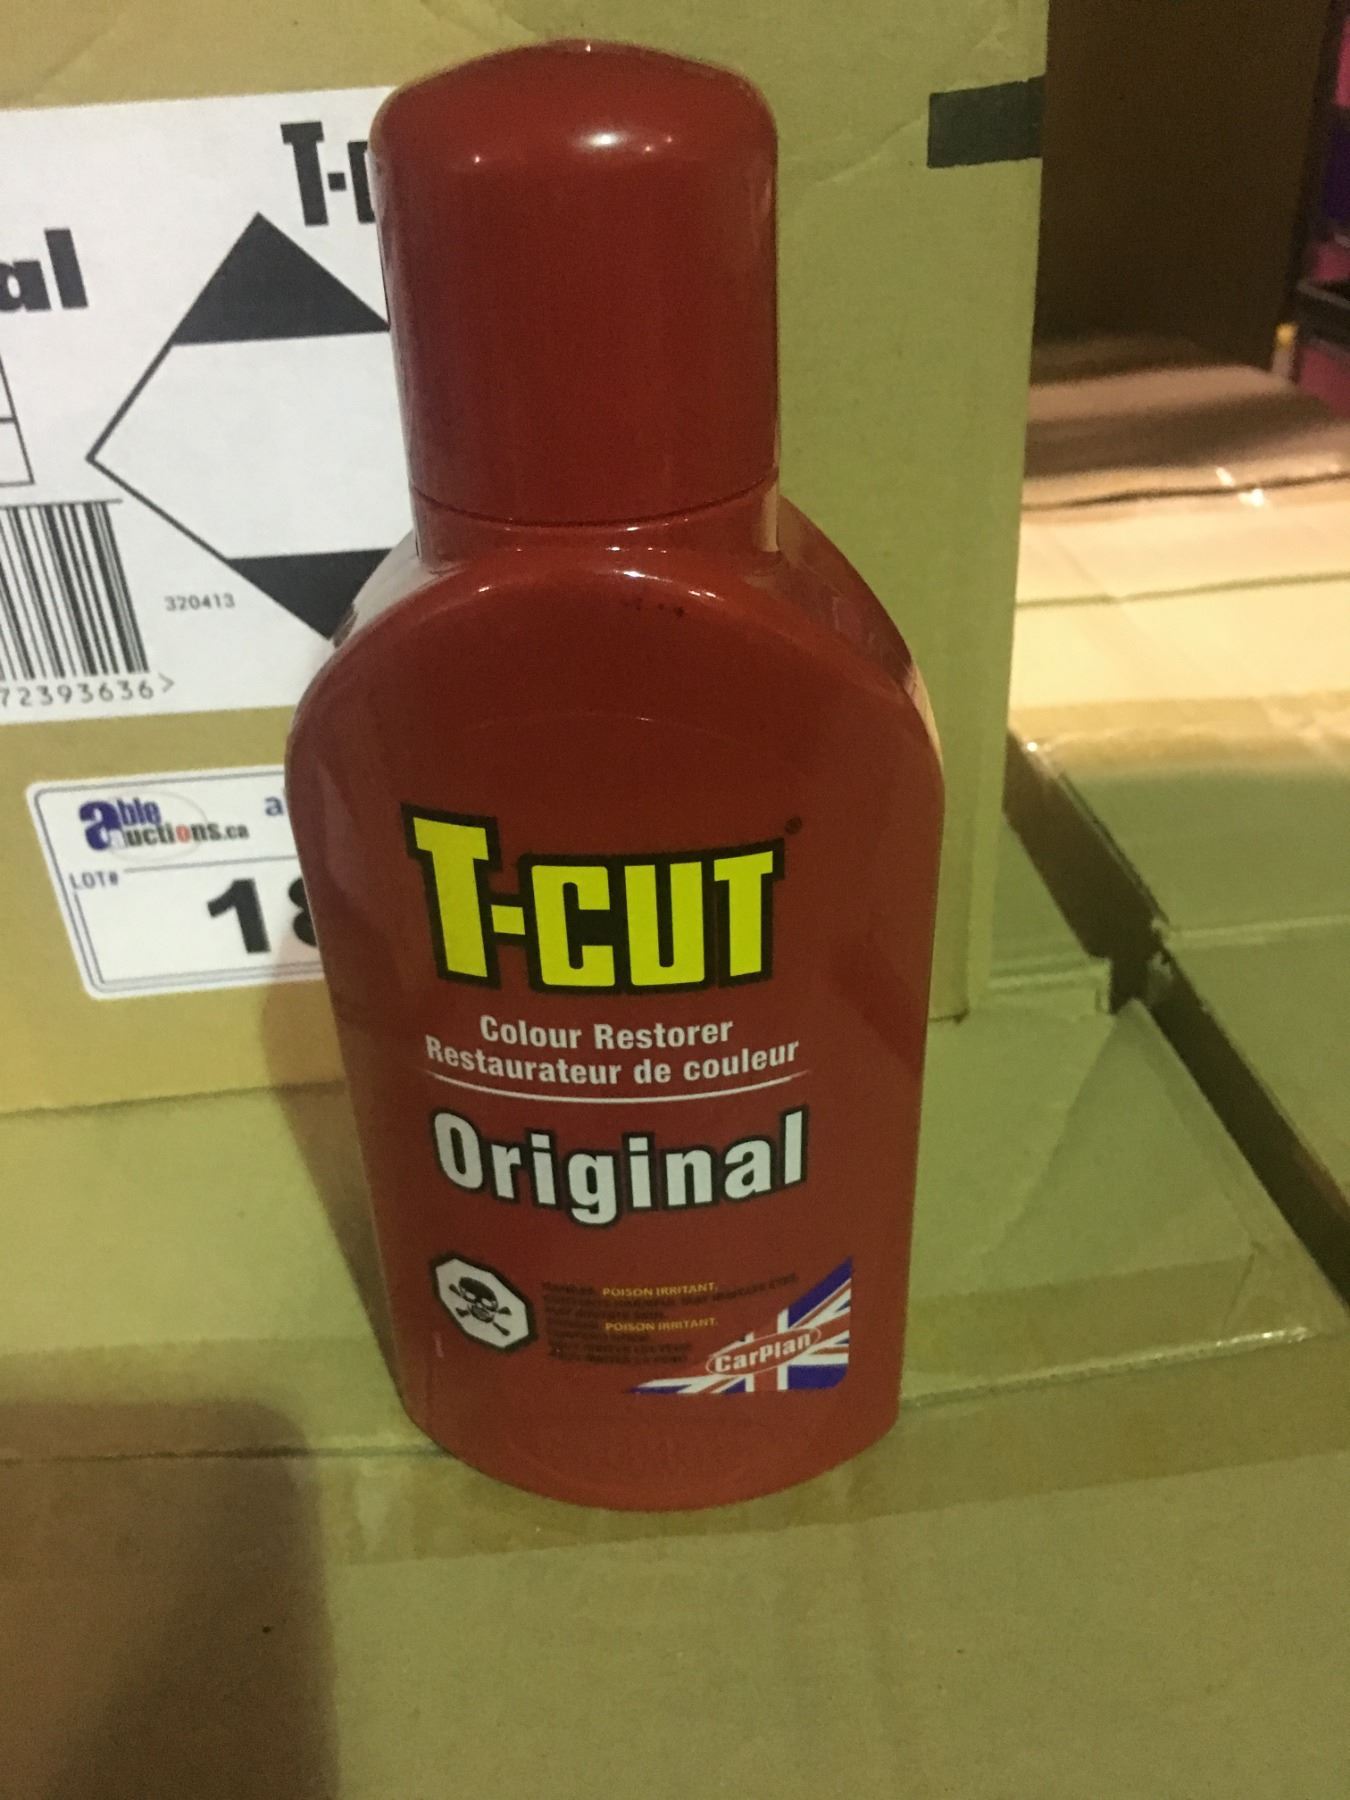 T-
al
320413
72393636>
able
auctions.ca
a
LOT#
18
T-CUT®
Colour Restorer
Restaurateur de couleur
Original
POISON IRRITANT.
POISON IRRITANT.
CarPlan